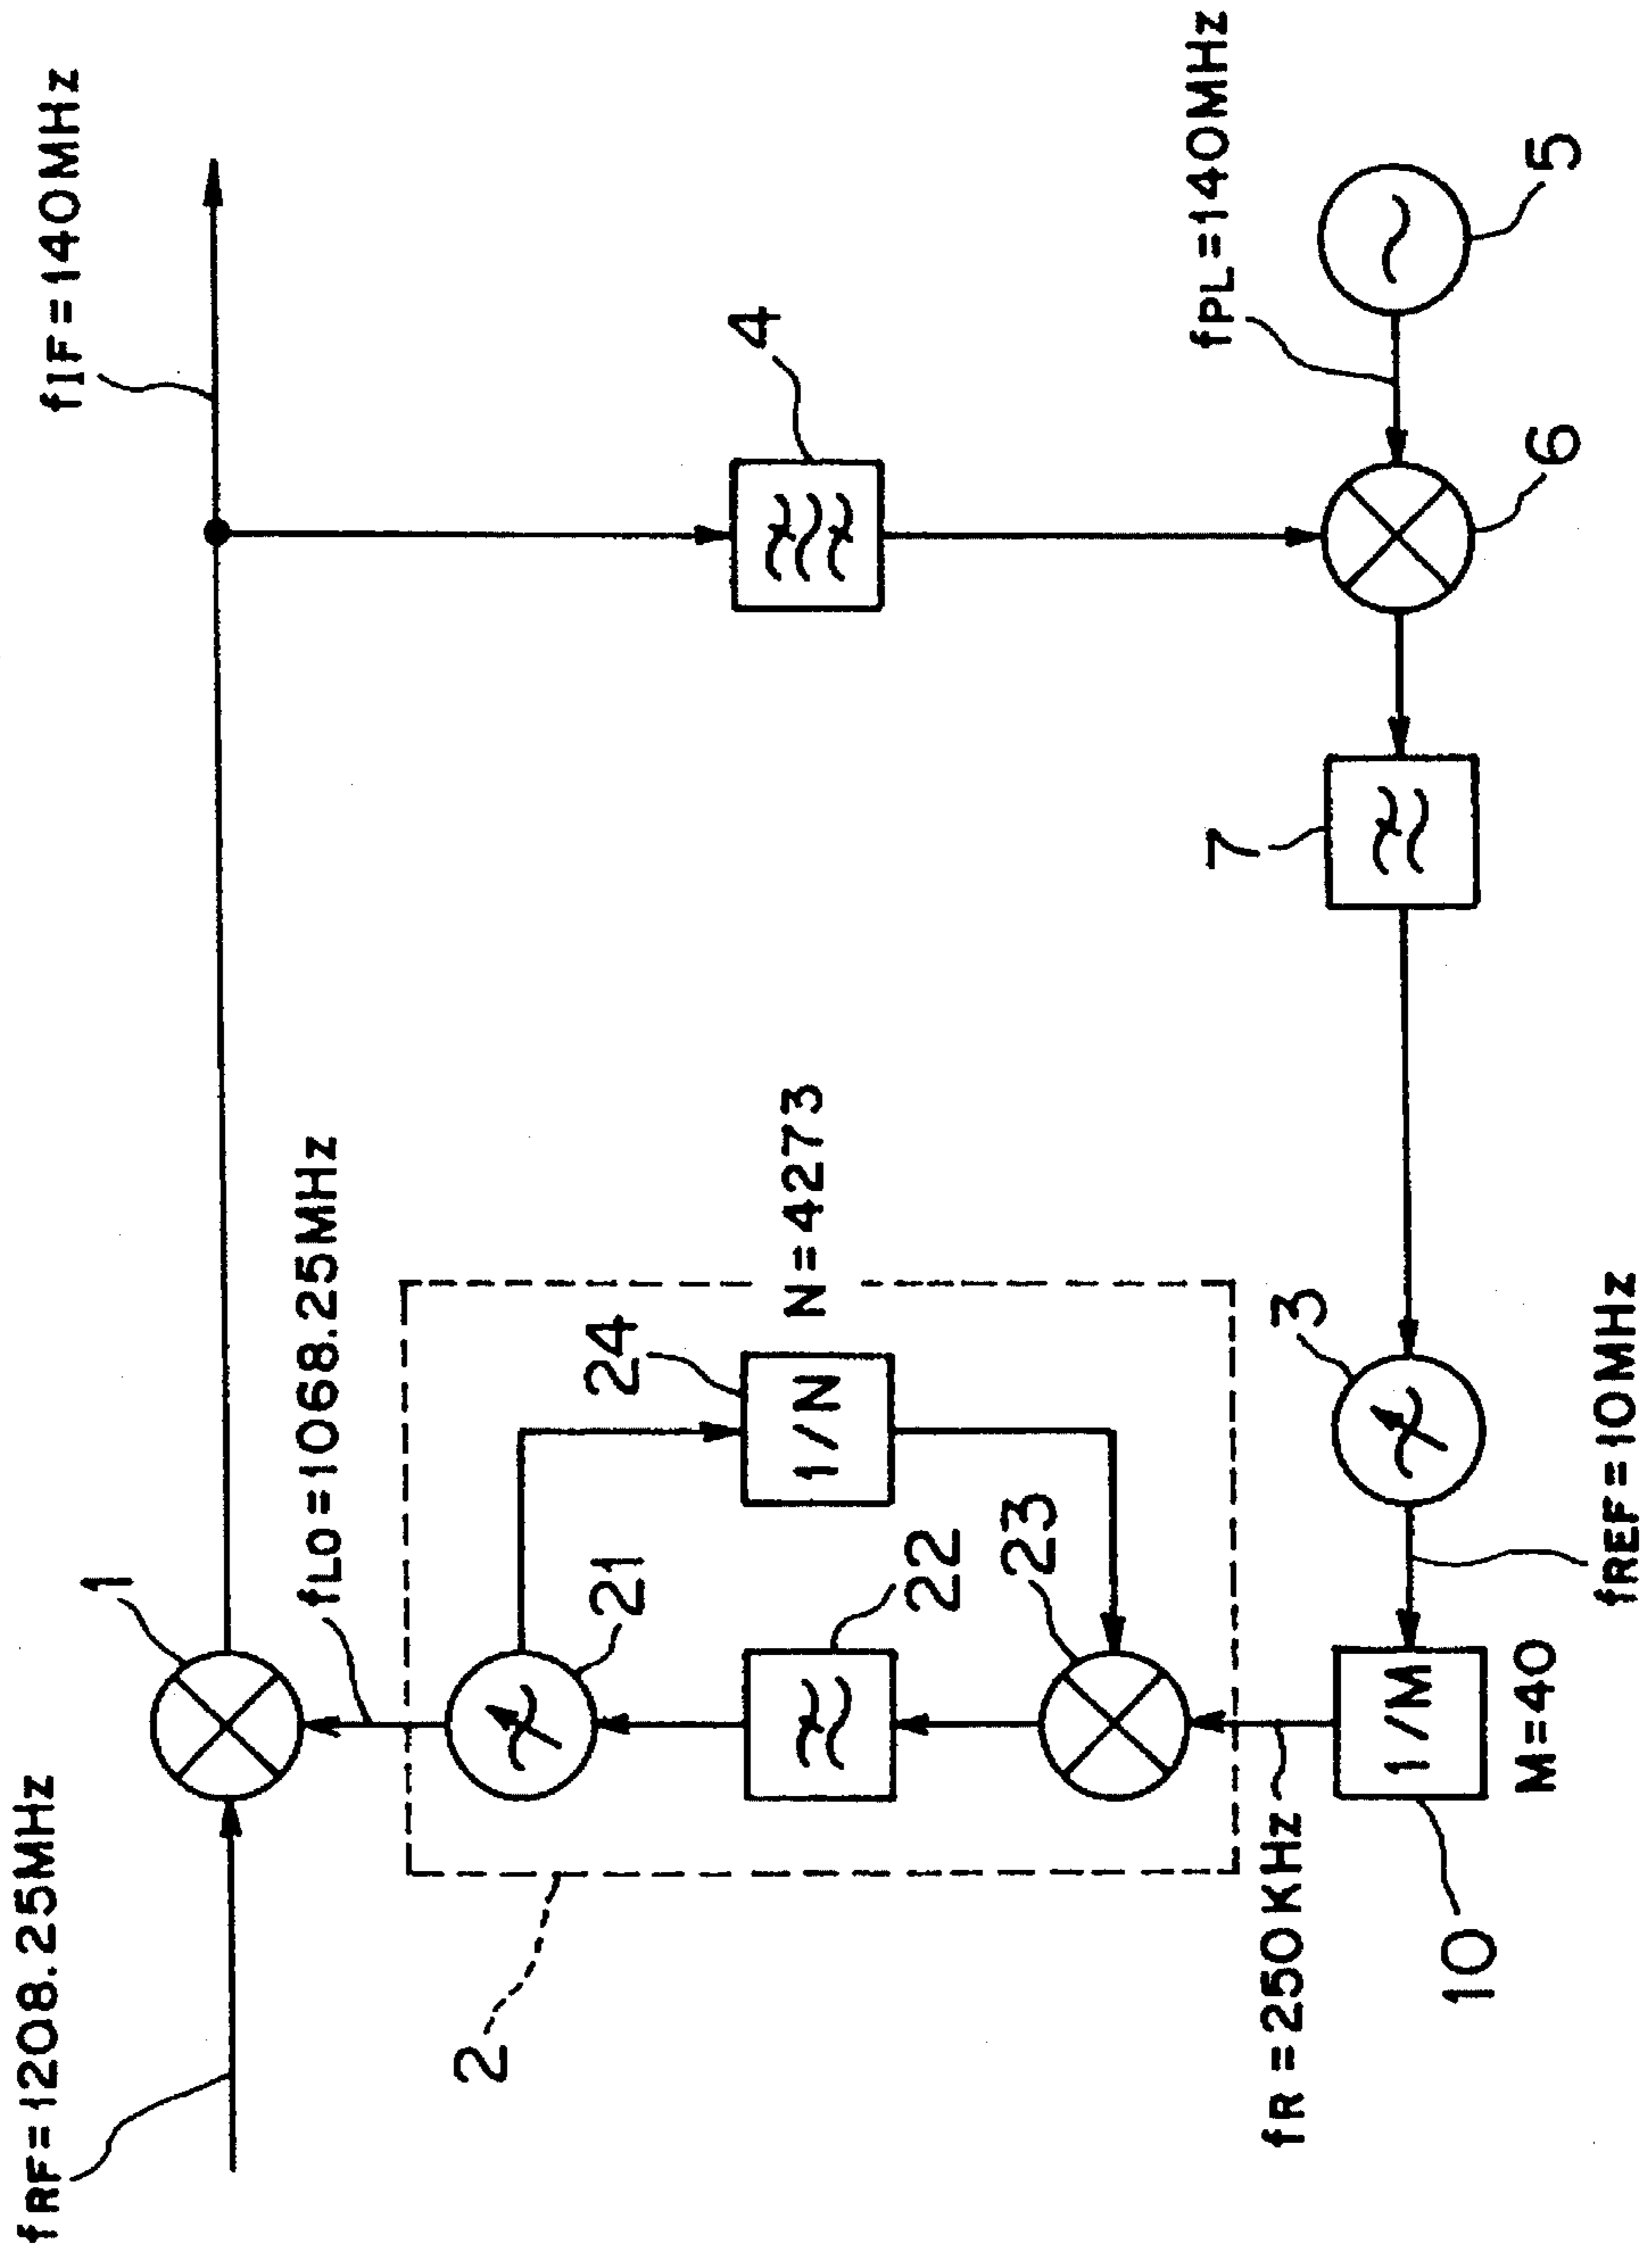 fRF=1208.25MHz
1
fLO=1068.25MHz
fIF=140MHz
2
21
22
23
24
1/N
N=4273
4
fR=250KHz
10
1/M
M=40
3
fREF=10MHz
7
6
fPL=140MHz
5